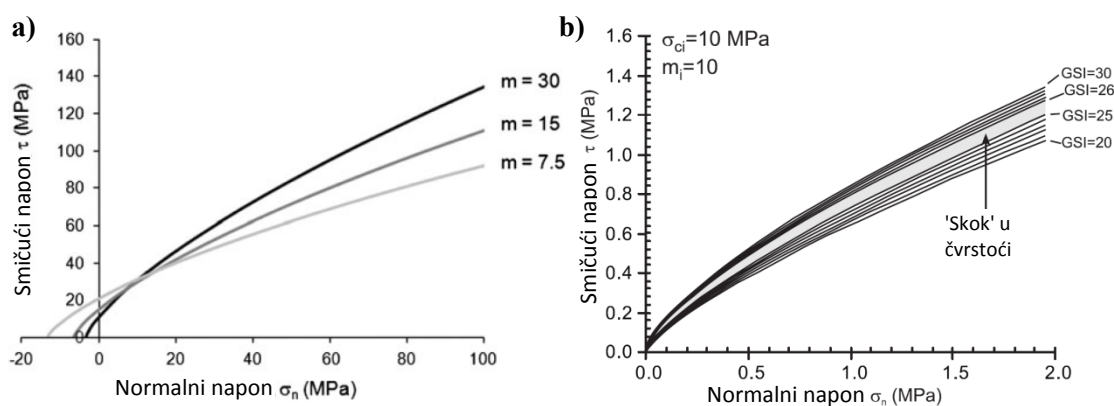 a)
160
140
120
100
80
60
40
20
0
-20
0
20
40
60
80
100
Smičući napon τ (MPa)
Normalni napon σn (MPa)
m = 30
m = 15
m = 7.5
b)
1.6
1.4
1.2
1.0
0.8
0.6
0.4
0.2
0.0
0.0
0.5
1.0
1.5
2.0
Smičući napon τ (MPa)
Normalni napon σn (MPa)
σci=10 MPa
mi=10
GSI=30
GSI=26
GSI=25
GSI=20
'Skok' u
čvrstoći